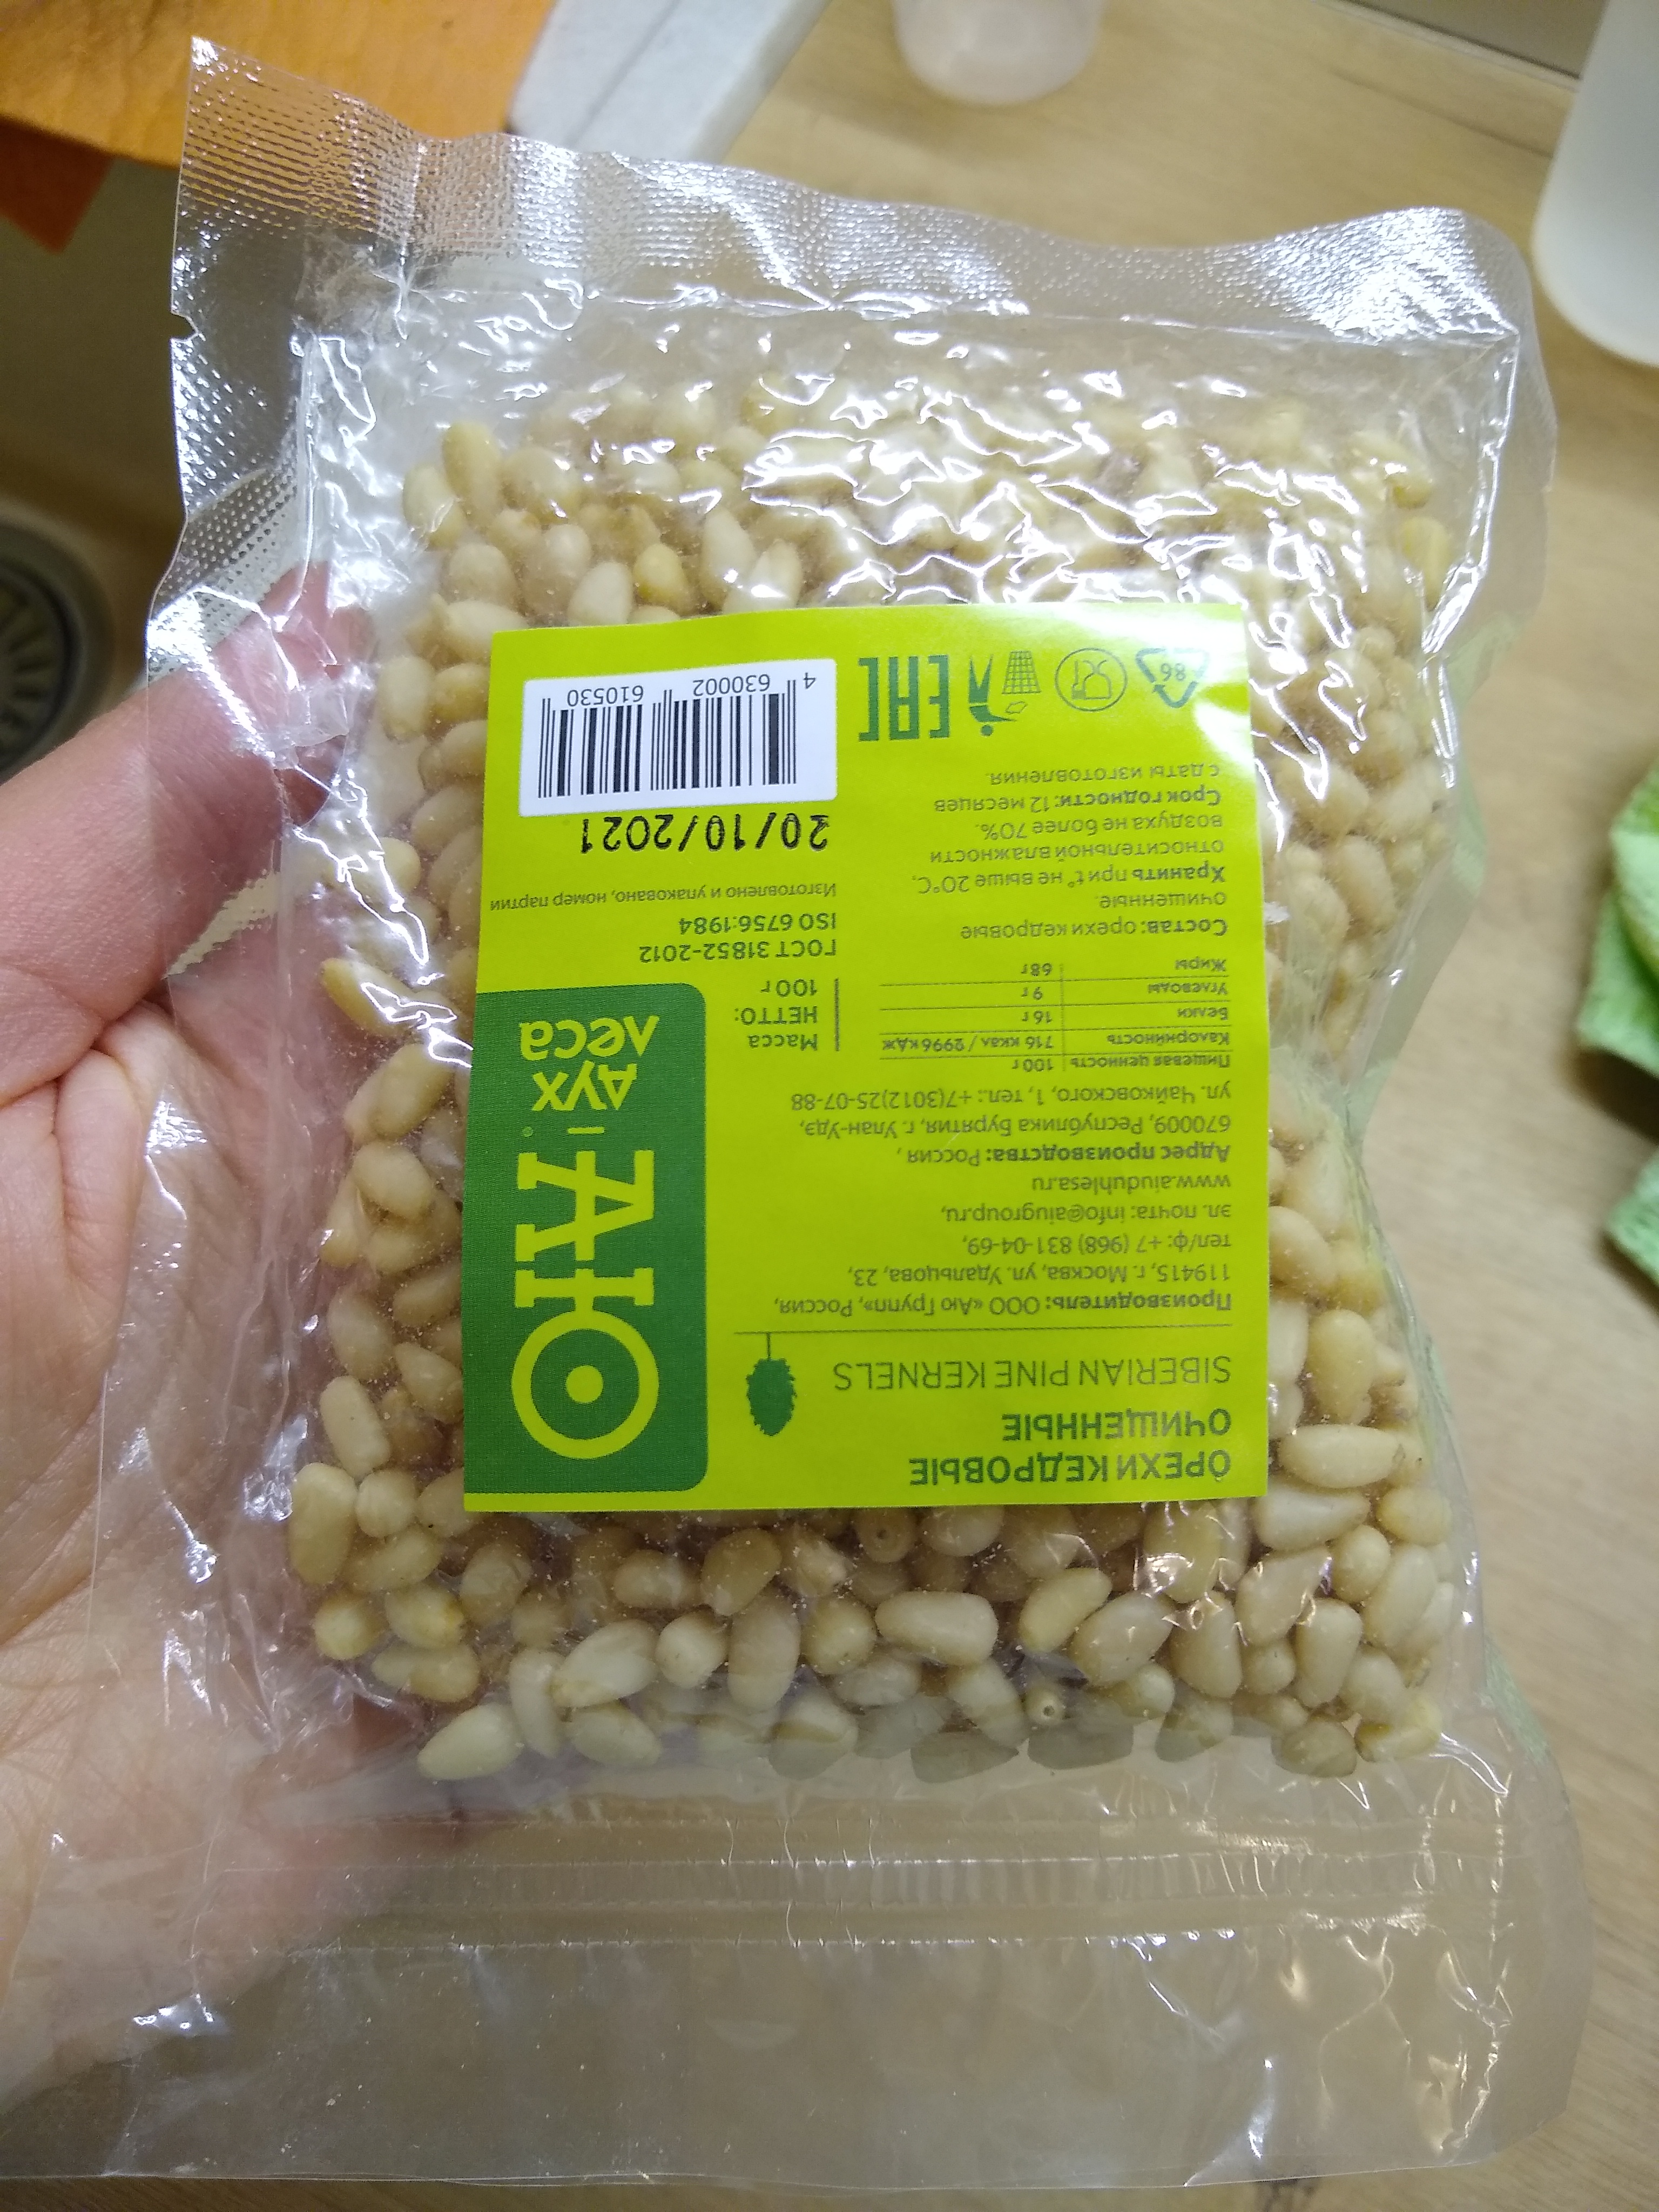 ОРЕХИ КЕДРОВЫЕ
ОЧИЩЕННЫЕ
SIBERIAN PINE KERNELS
Производитель: ООО «Аю Групп», Россия,
119415, г. Москва, ул. Удальцова, 23,
тел/ф: +7 (968) 831-04-69,
эл. почта: info@aiugroup.ru,
www.aiuduhlesa.ru
Адрес производства: Россия,
670009, Республика Бурятия, г. Улан-Удэ,
ул. Чайковского, 1, тел.: +7(3012)25-07-88
Пищевая ценность 100 г
Калорийность 716 ккал / 2996 кДж
Белки 16 г
Углеводы 9 г
Жиры 68 г
Состав: орехи кедровые
очищенные.
Хранить при t° не выше 20°С,
относительной влажности
воздуха не более 70%.
Срок годности: 12 месяцев
с даты изготовления.
86
EAC
АЮ
дух
леса
Масса
НЕТТО:
100 г
ГОСТ 31852-2012
ISO 6756:1984
Изготовлено и упаковано, номер партии
20/10/2021
4 630002 610530